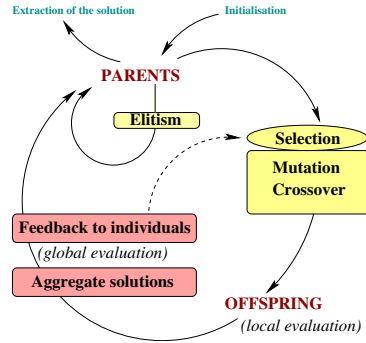 Extraction of the solution
Initialisation
PARENTS
Elitism
Selection
Mutation
Crossover
Feedback to individuals
(global evaluation)
Aggregate solutions
OFFSPRING
(local evaluation)